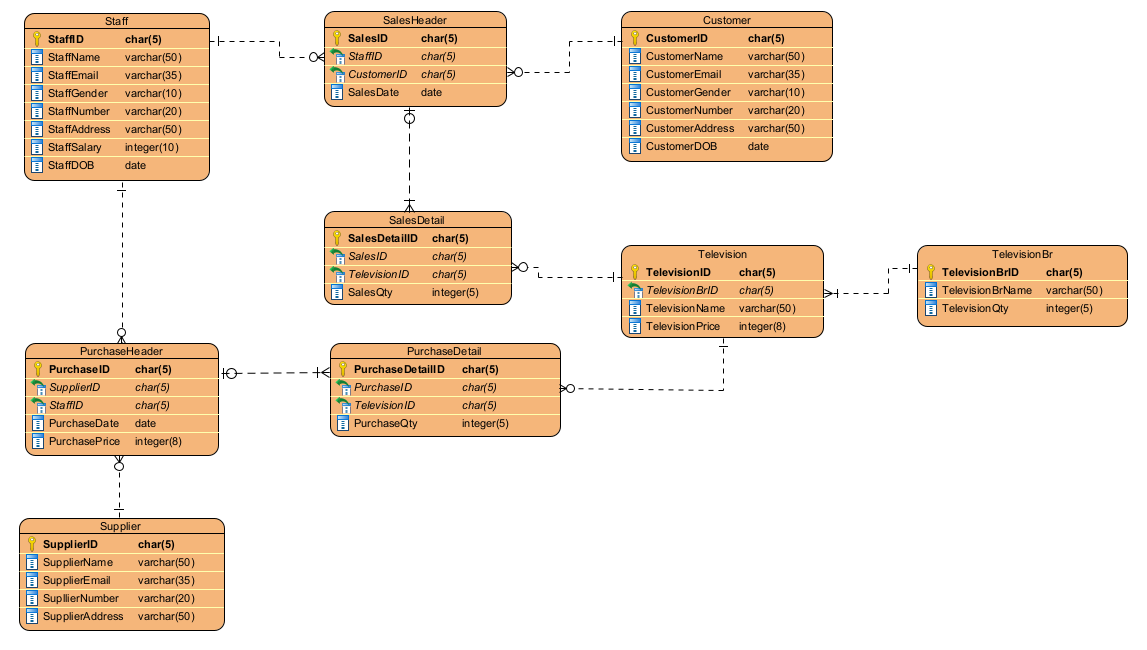 Staff
StaffID char(5)
StaffName varchar(50)
StaffEmail varchar(35)
StaffGender varchar(10)
StaffNumber varchar(20)
StaffAddress varchar(50)
StaffSalary integer(10)
StaffDOB date
SalesHeader
SalesID char(5)
StaffID char(5)
CustomerID char(5)
SalesDate date
Customer
CustomerID char(5)
CustomerName varchar(50)
CustomerEmail varchar(35)
CustomerGender varchar(10)
CustomerNumber varchar(20)
CustomerAddress varchar(50)
CustomerDOB date
SalesDetail
SalesDetailID char(5)
SalesID char(5)
TelevisionID char(5)
SalesQty integer(5)
Television
TelevisionID char(5)
TelevisionBrID char(5)
TelevisionName varchar(50)
TelevisionPrice integer(8)
TelevisionBr
TelevisionBrID char(5)
TelevisionBrName varchar(50)
TelevisionQty integer(5)
PurchaseHeader
PurchaseID char(5)
SupplierID char(5)
StaffID char(5)
PurchaseDate date
PurchasePrice integer(8)
PurchaseDetail
PurchaseDetailID char(5)
PurchaseID char(5)
TelevisionID char(5)
PurchaseQty integer(5)
Supplier
SupplierID char(5)
SupplierName varchar(50)
SupplierEmail varchar(35)
SupllierNumber varchar(20)
SupplierAddress varchar(50)